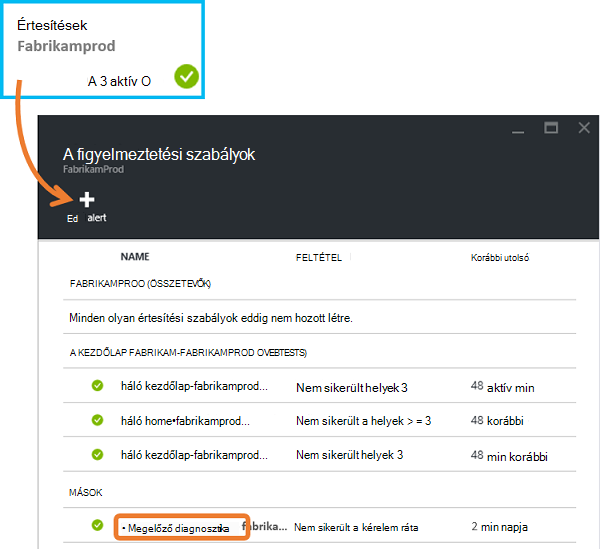 Értesítések
Fabrikamprod
A 3 aktív O
A figyelmeztetési szabályok
FabrikamProd
Ed alert
NAME FELTÉTEL Korábbi utolsó
FABRIKAMPROO (ÖSSZETEVŐK)
Minden olyan értesítési szabályok eddig nem hozott létre.
A KEZDŐLAP FABRIKAM-FABRIKAMPROD OVEBTESTS)
háló kezdőlap-fabrikamprod... Nem sikerült helyek 3 48 aktív min
háló home•fabrikamprod... Nem sikerült a helyek > = 3 48 korábbi
háló kezdőlap-fabrikamprod... Nem sikerült helyek 3 48 min korábbi
MÁSOK
• Megelőző diagnosztika fabrika... Nem sikerült a kérelem ráta 2 min napja